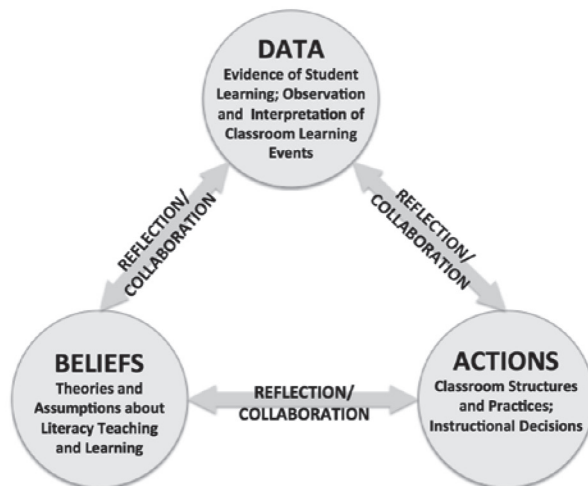 DATA
Evidence of Student
Learning; Observation
and Interpretation of
Classroom Learning
Events
REFLECTION/
COLLABORATION
REFLECTION/
COLLABORATION
BELIEFS
Theories and
Assumptions about
Literacy Teaching
and Learning
REFLECTION/
COLLABORATION
ACTIONS
Classroom Structures
and Practices;
Instructional Decisions